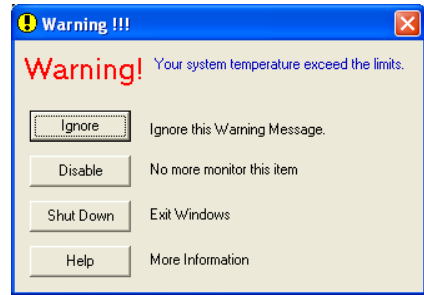 Warning !!!
Warning! Your system temperature exceed the limits.
Ignore Ignore this Warning Message.
Disable No more monitor this item
Shut Down Exit Windows
Help More Information